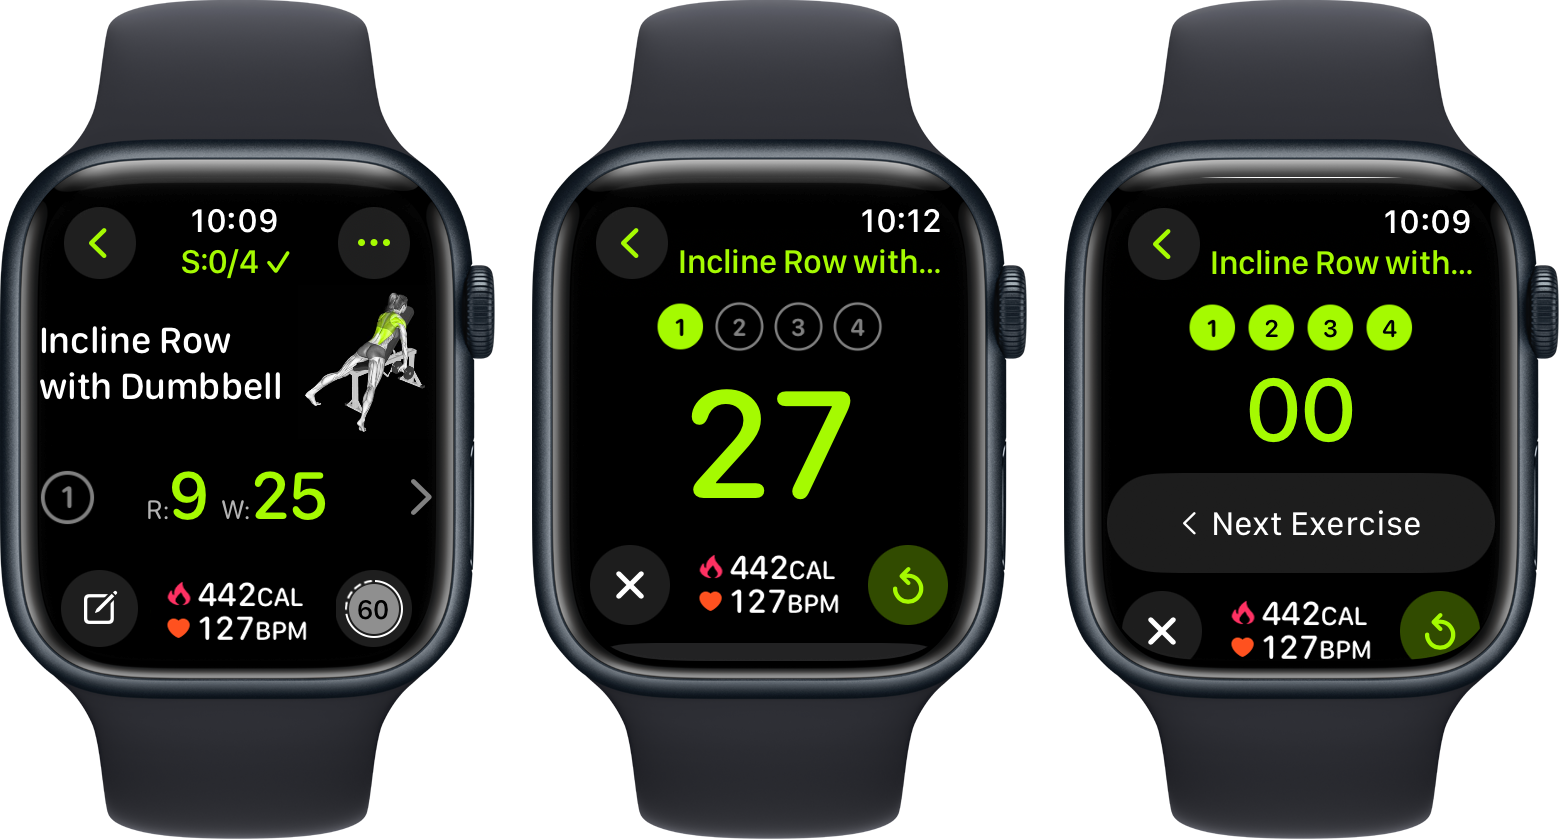 10:09
S:0/4 ✓
Incline Row
with Dumbbell
1 R:9 W:25
442CAL
127BPM
60
10:12
Incline Row with...
1 2 3 4
27
442CAL
127BPM
10:09
Incline Row with...
1 2 3 4
00
Next Exercise
442CAL
127BPM